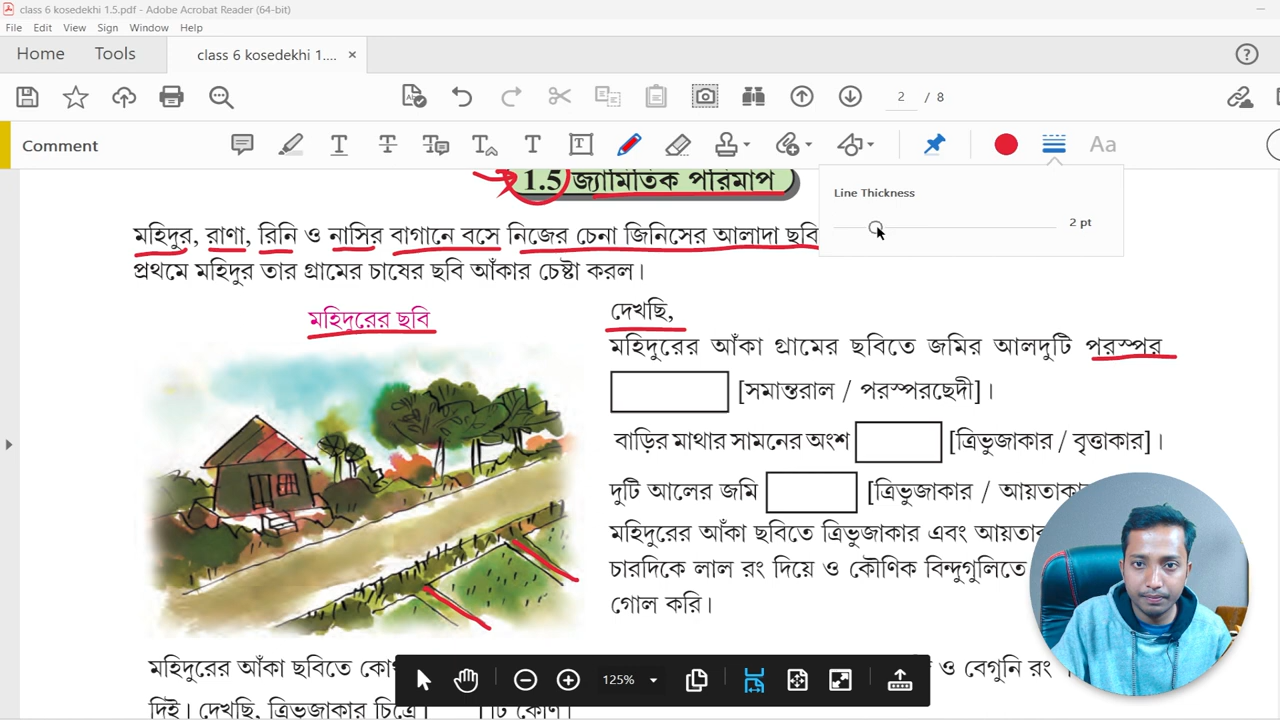 class 6 kosedekhi 1.5.pdf - Adobe Acrobat Reader (64-bit)
File Edit View Sign Window Help
Home Tools class 6 kosedekhi 1.... ×
2 / 8
Comment
Line Thickness
2 pt
1.5 জ্যামিতিক পরিমাপ
মহিদুর, রাণা, রিনি ও নাসির বাগানে বসে নিজের চেনা জিনিসের আলাদা ছবি
প্রথমে মহিদুর তার গ্রামের চাষের ছবি আঁকার চেষ্টা করল।
মহিদুরের ছবি
দেখছি,
মহিদুরের আঁকা গ্রামের ছবিতে জমির আলদুটি পরস্পর
[সমান্তরাল / পরস্পরছেদী]।
বাড়ির মাথার সামনের অংশ [ত্রিভুজাকার / বৃত্তাকার]।
দুটি আলের জমি [ত্রিভুজাকার / আয়তাকার
মহিদুরের আঁকা ছবিতে ত্রিভুজাকার এবং
চারদিকে লাল রং দিয়ে ও কৌণিক বিন্দুগুলিতে
গোল করি।
মহিদুরের আঁকা ছবিতে ও বেগুনি রং
দিই। দেখছি, ত্রিভুজাকার চিত্রে টি কোণ।
125%